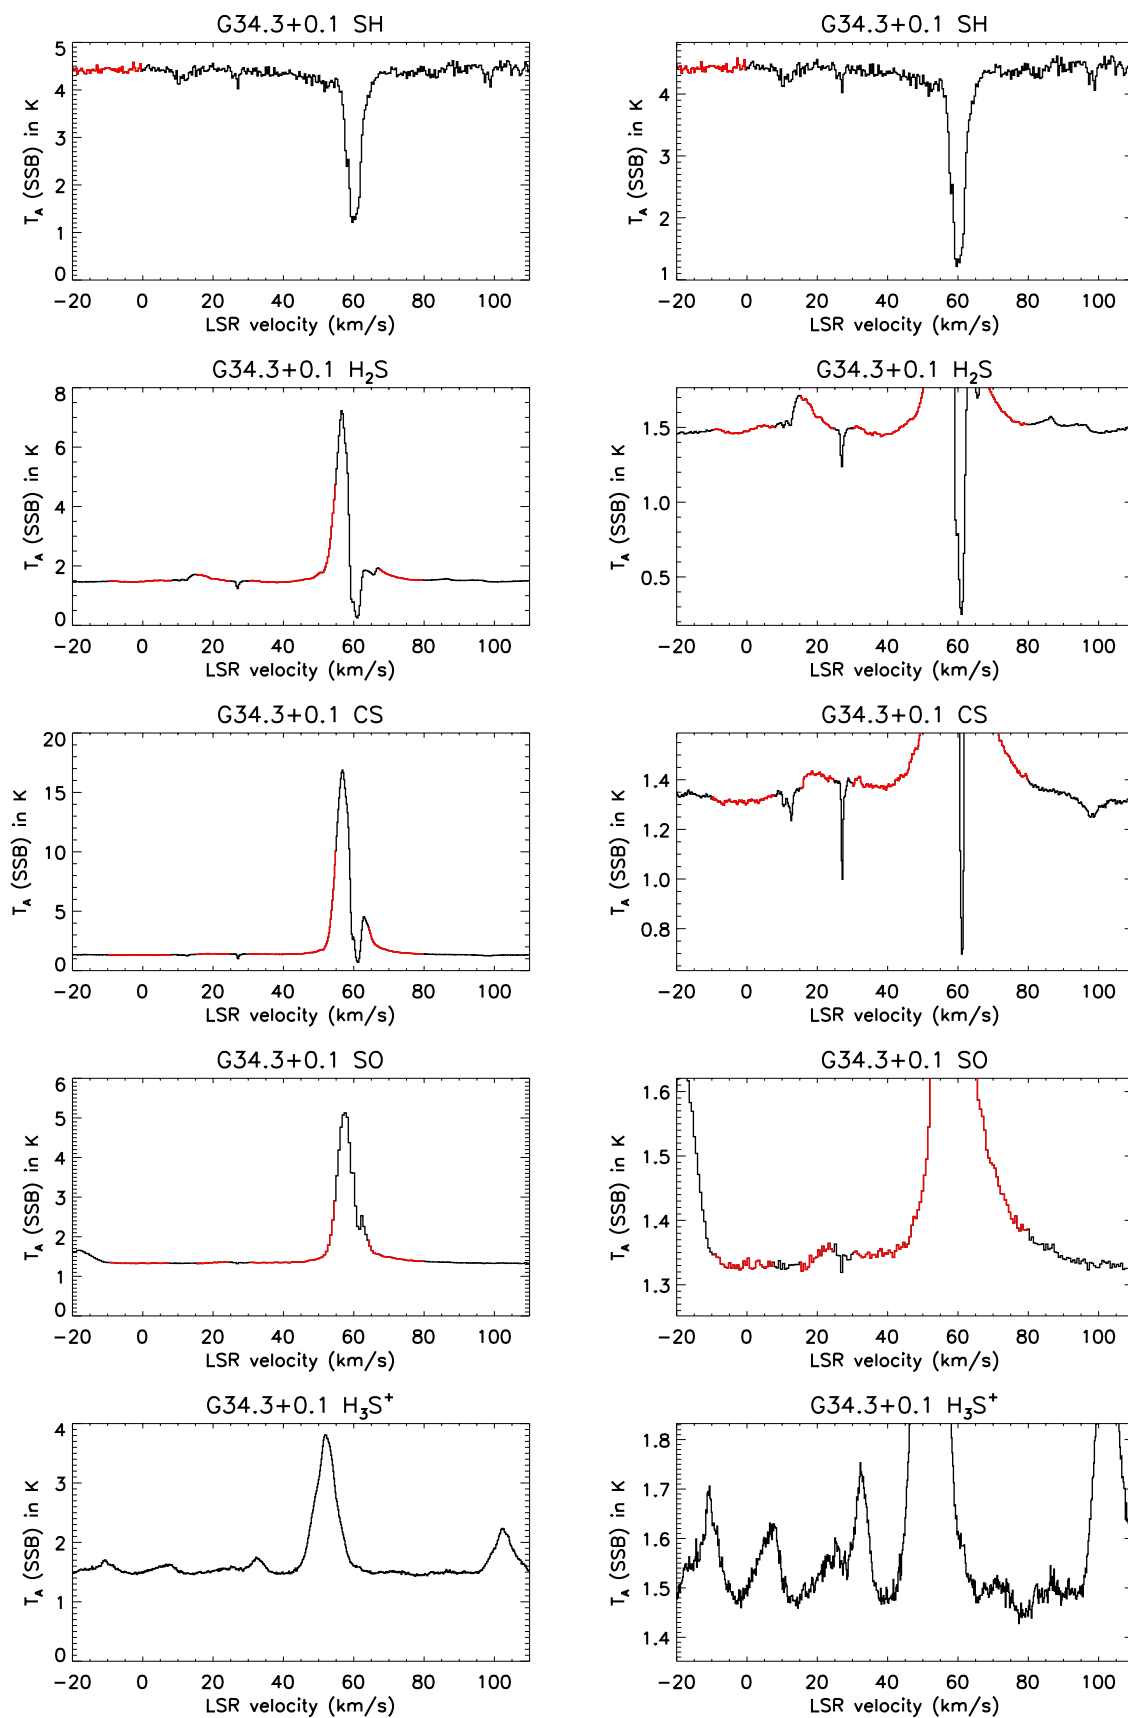 G34.3+0.1 SH
T_A (SSB) in K
5
4
3
2
1
0
-20 0 20 40 60 80 100
LSR velocity (km/s)
G34.3+0.1 SH
T_A (SSB) in K
4
3
2
1
-20 0 20 40 60 80 100
LSR velocity (km/s)
G34.3+0.1 H₂S
T_A (SSB) in K
8
6
4
2
0
-20 0 20 40 60 80 100
LSR velocity (km/s)
G34.3+0.1 H₂S
T_A (SSB) in K
1.5
1.0
0.5
-20 0 20 40 60 80 100
LSR velocity (km/s)
G34.3+0.1 CS
T_A (SSB) in K
20
15
10
5
0
-20 0 20 40 60 80 100
LSR velocity (km/s)
G34.3+0.1 CS
T_A (SSB) in K
1.4
1.2
1.0
0.8
-20 0 20 40 60 80 100
LSR velocity (km/s)
G34.3+0.1 SO
T_A (SSB) in K
6
5
4
3
2
1
0
-20 0 20 40 60 80 100
LSR velocity (km/s)
G34.3+0.1 SO
T_A (SSB) in K
1.6
1.5
1.4
1.3
-20 0 20 40 60 80 100
LSR velocity (km/s)
G34.3+0.1 H₃S⁺
T_A (SSB) in K
4
3
2
1
0
-20 0 20 40 60 80 100
LSR velocity (km/s)
G34.3+0.1 H₃S⁺
T_A (SSB) in K
1.8
1.7
1.6
1.5
1.4
-20 0 20 40 60 80 100
LSR velocity (km/s)